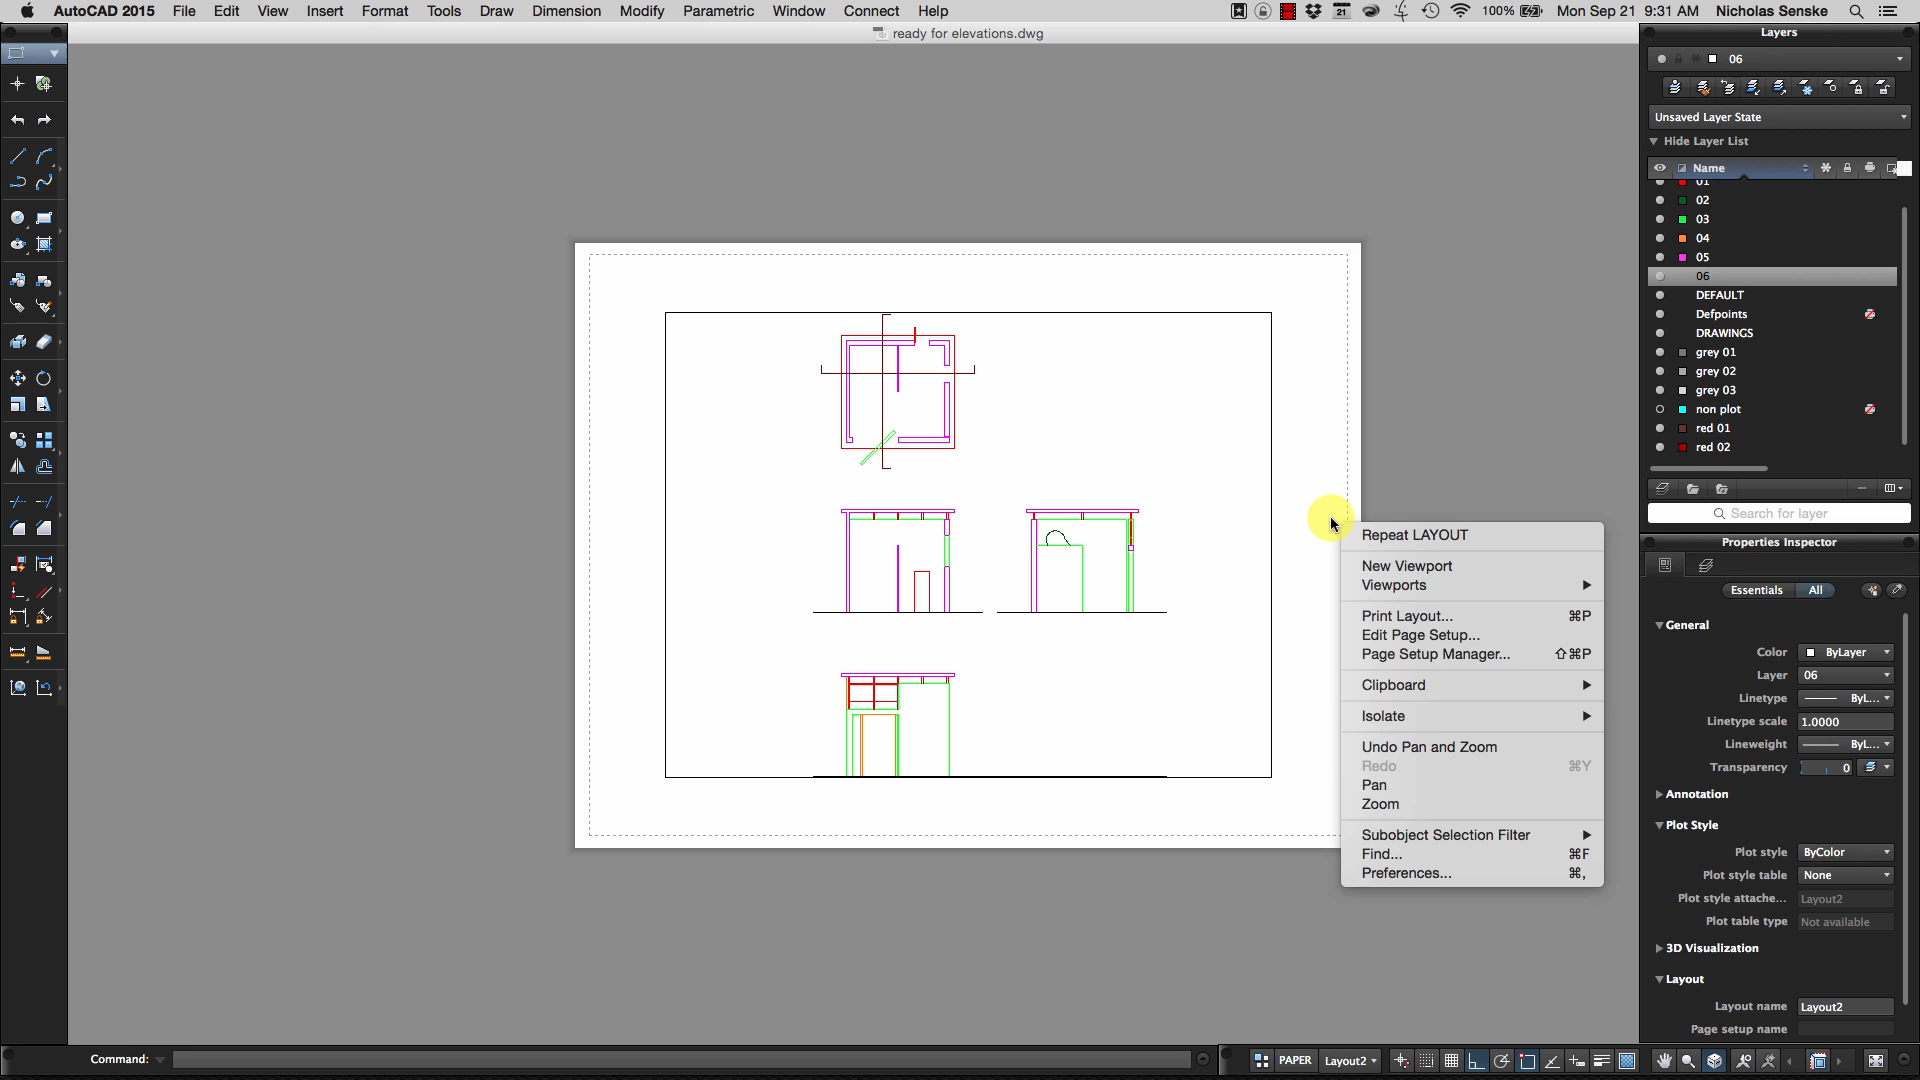 AutoCAD 2015 File Edit View Insert Format Tools Draw Dimension Modify Parametric Window Connect Help 21 100% Mon Sep 21 9:31 AM Nicholas Senske
ready for elevations.dwg
Layers
06
Unsaved Layer State
Hide Layer List
Name
01
02
03
04
05
06
DEFAULT
Defpoints
DRAWINGS
grey 01
grey 02
grey 03
non plot
red 01
red 02
Search for layer
Repeat LAYOUT
New Viewport
Viewports
Print Layout... ⌘P
Edit Page Setup...
Page Setup Manager... ⇧⌘P
Clipboard
Isolate
Undo Pan and Zoom
Redo ⌘Y
Pan
Zoom
Subobject Selection Filter
Find... ⌘F
Preferences... ⌘,
Properties Inspector
Essentials All
General
Color ByLayer
Layer 06
Linetype ByL...
Linetype scale 1.0000
Lineweight ByL...
Transparency 0
Annotation
Plot Style
Plot style ByColor
Plot style table None
Plot style attache... Layout2
Plot table type Not available
3D Visualization
Layout
Layout name Layout2
Page setup name
Command: PAPER Layout2